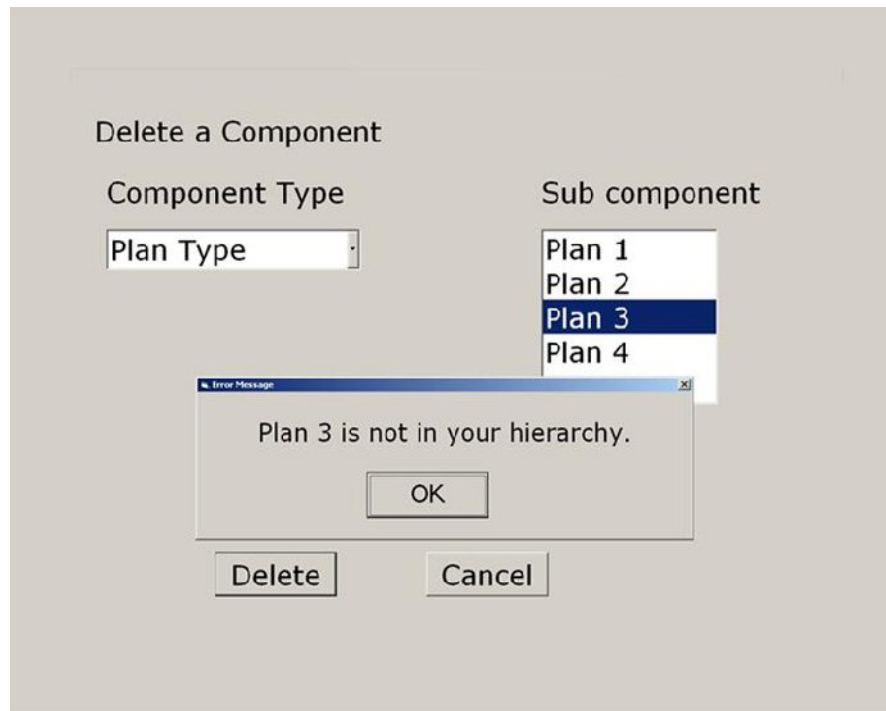 Delete a Component
Component Type
Sub component
Plan Type
Plan 1
Plan 2
Plan 3
Plan 4
Error Message
Plan 3 is not in your hierarchy.
OK
Delete
Cancel